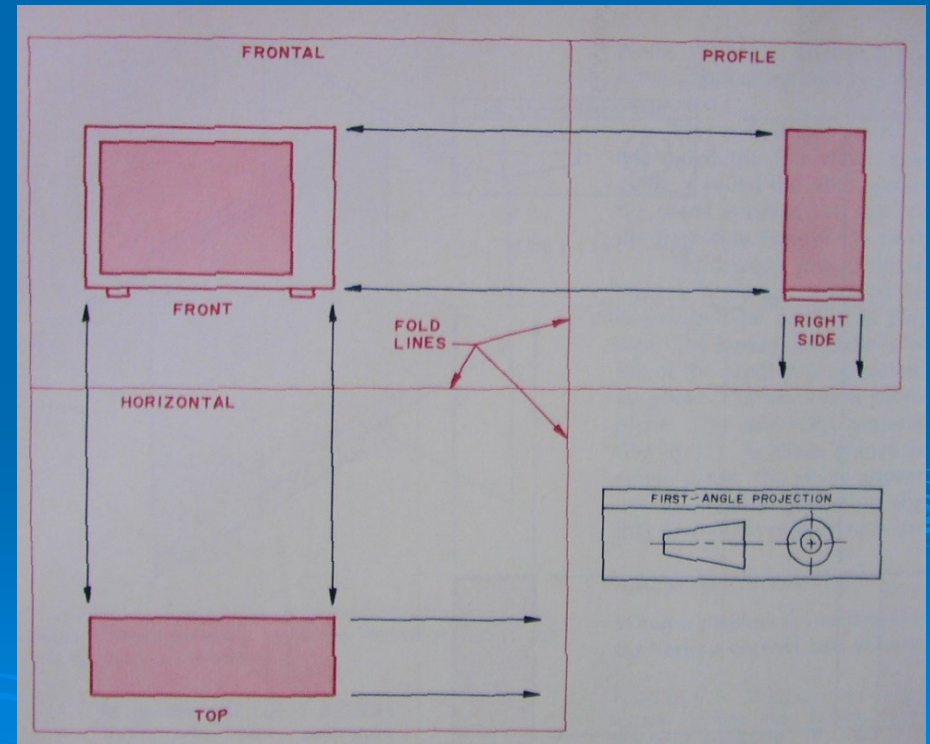 FRONTAL
PROFILE
FRONT
FOLD
LINES
RIGHT
SIDE
HORIZONTAL
FIRST-ANGLE PROJECTION
TOP